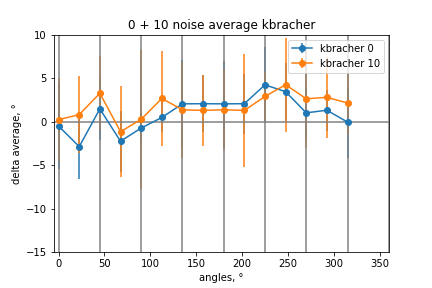 0 + 10 noise average kbracher
kbracher 0
kbracher 10
delta average, °
10
5
0
−5
−10
−15
0
50
100
150
200
250
300
350
angles, °